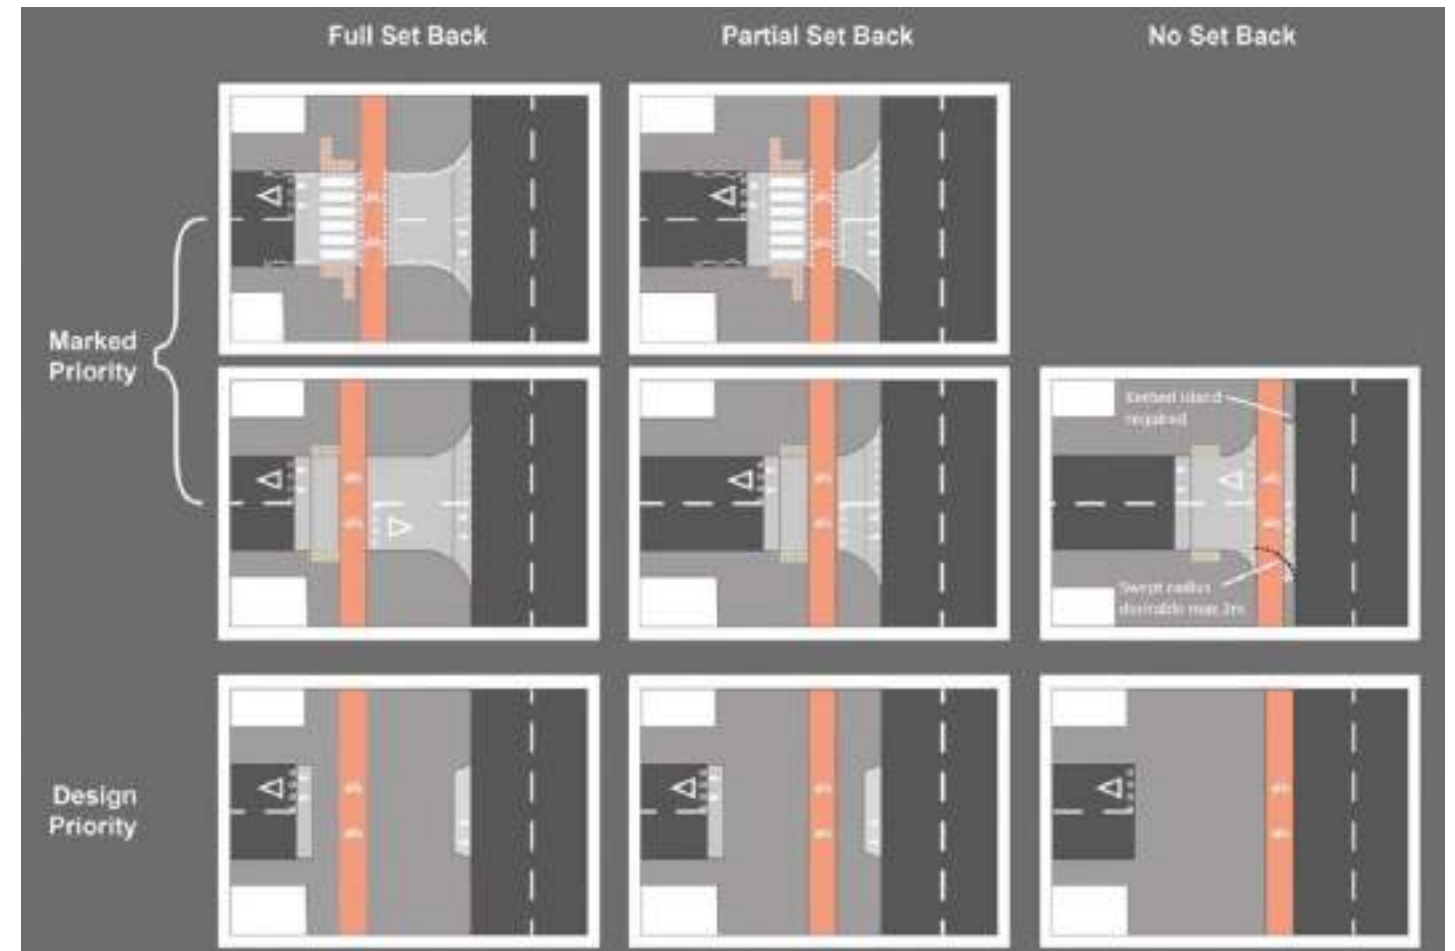 Full Set Back
Partial Set Back
No Set Back
Marked
Priority
Kerbed island
required
Swept radius
desirable max 2m
Design
Priority